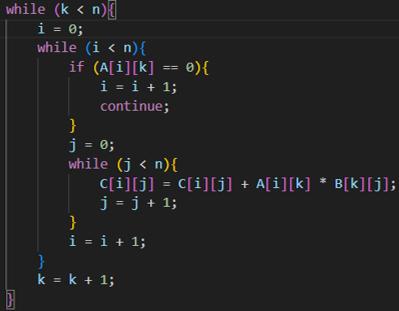 while (k < n){
    i = 0;
    while (i < n){
        if (A[i][k] == 0){
            i = i + 1;
            continue;
        }
        j = 0;
        while (j < n){
            C[i][j] = C[i][j] + A[i][k] * B[k][j];
            j = j + 1;
        }
        i = i + 1;
    }
    k = k + 1;
}